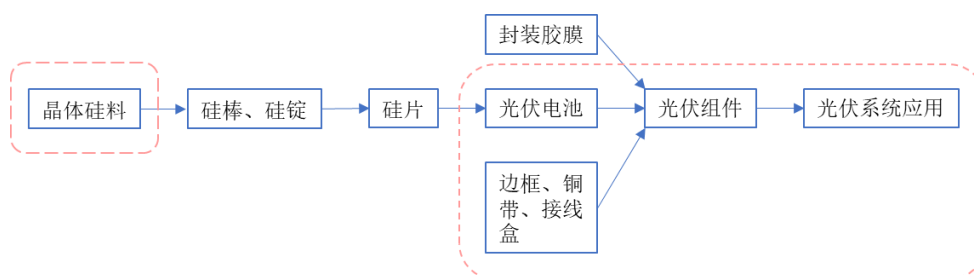 封装胶膜
晶体硅料
硅棒、硅锭
硅片
光伏电池
光伏组件
光伏系统应用
边框、铜
带、接线
盒